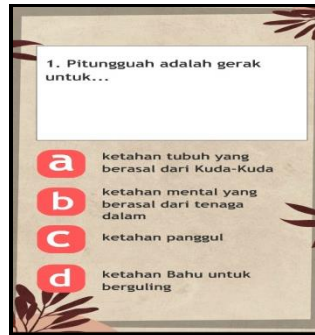 1. Pitungguah adalah gerak
untuk...
a
ketahan tubuh yang
berasal dari Kuda-Kuda
b
ketahan mental yang
berasal dari tenaga
dalam
c
ketahan panggul
d
ketahan Bahu untuk
berguling